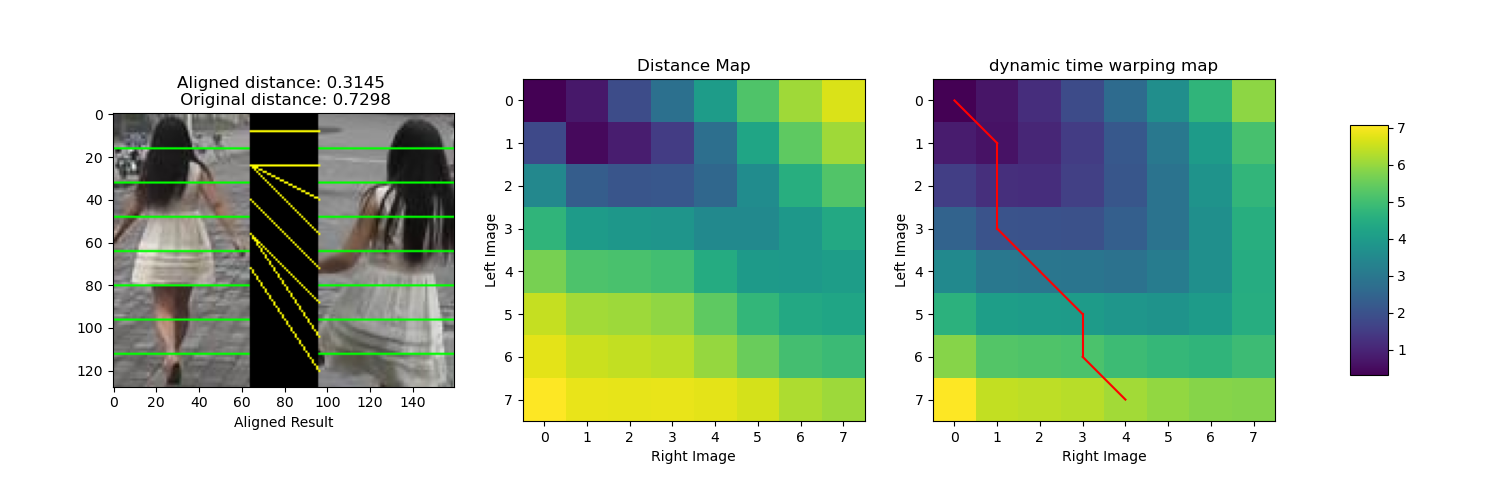 Aligned distance: 0.3145
Original distance: 0.7298
0
20
40
60
80
100
120
0 20 40 60 80 100 120 140
Aligned Result
Distance Map
0
1
2
3
4
5
6
7
Left Image
0 1 2 3 4 5 6 7
Right Image
dynamic time warping map
0
1
2
3
4
5
6
7
Left Image
0 1 2 3 4 5 6 7
Right Image
7
6
5
4
3
2
1